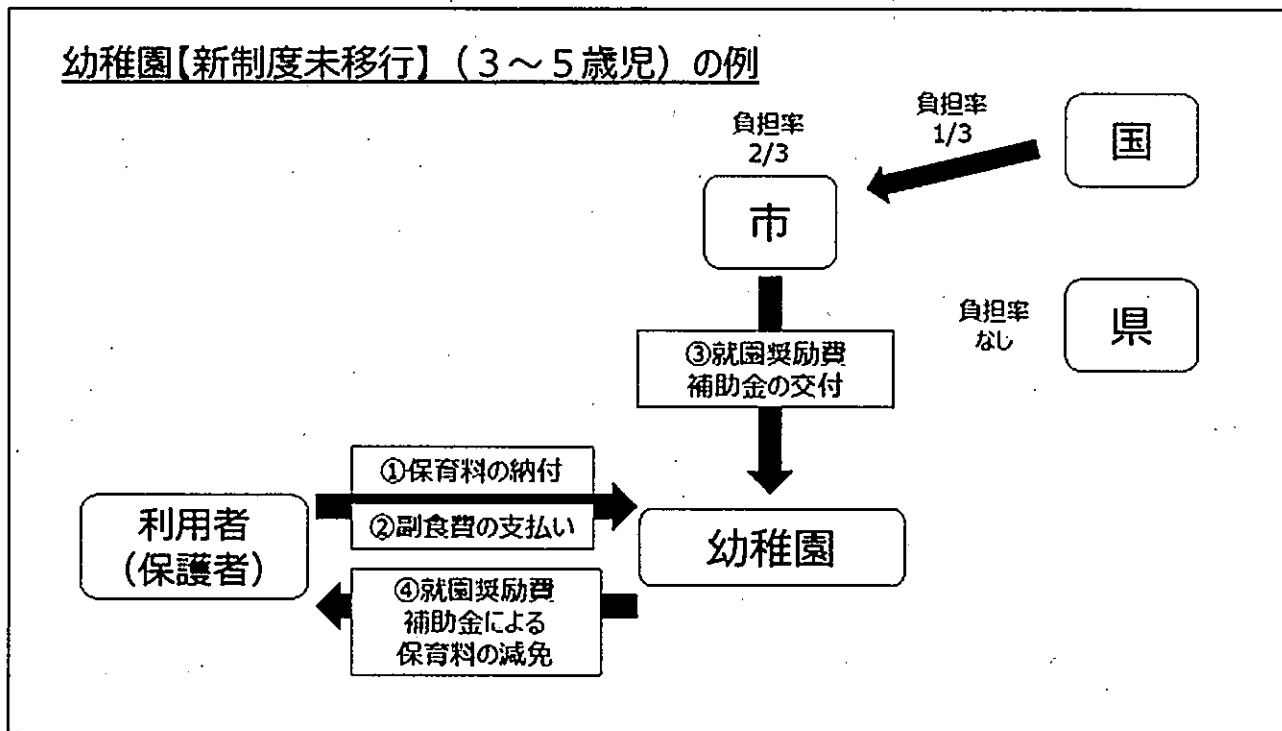 幼稚園【新制度未移行】（３～５歳児）の例
負担率
1/3
国
負担率
2/3
市
負担率
なし
県
③就園奨励費
補助金の交付
①保育料の納付
②副食費の支払い
利用者
（保護者）
幼稚園
④就園奨励費
補助金による
保育料の減免